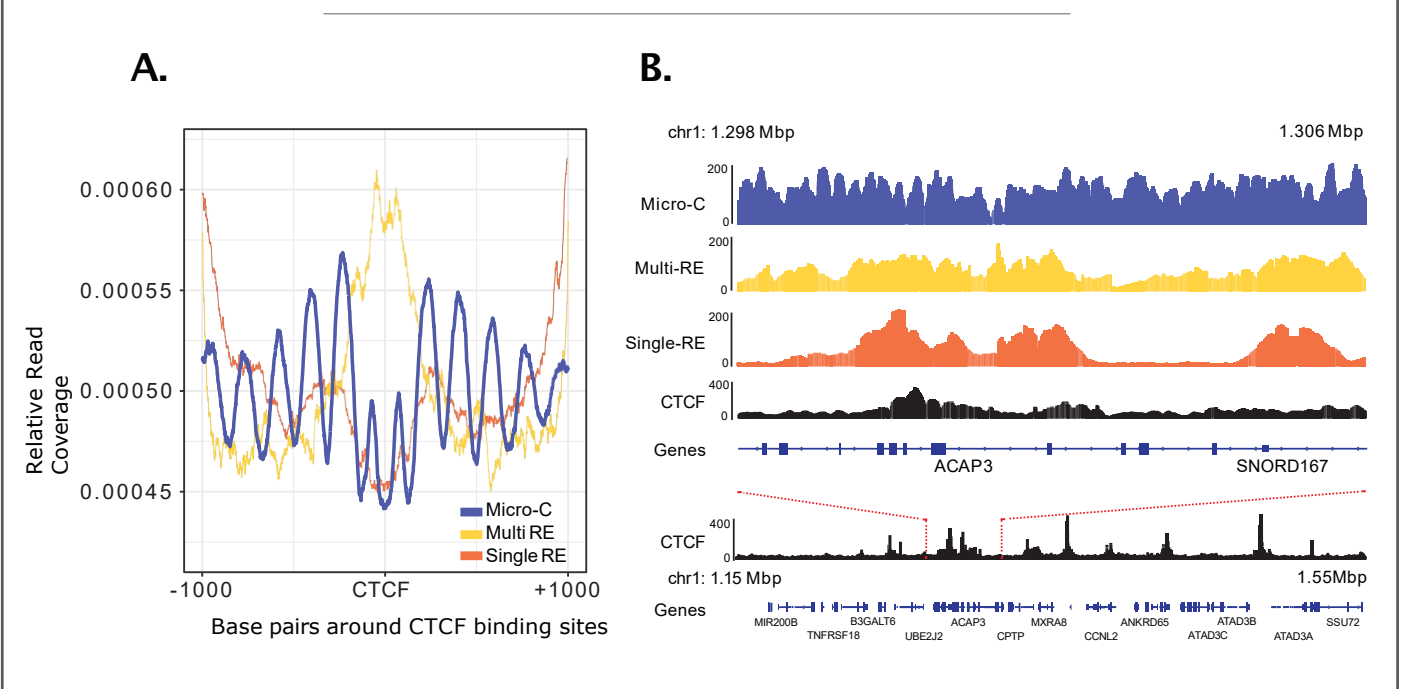 A.
0.00060
0.00055
0.00050
0.00045
Relative Read
Coverage
Micro-C
Multi RE
Single RE
-1000
CTCF
+1000
Base pairs around CTCF binding sites
B.
chr1: 1.298 Mbp
1.306 Mbp
200
Micro-C
0
200
Multi-RE
0
200
Single-RE
0
400
CTCF
0
Genes
ACAP3
SNORD167
400
CTCF
0
chr1: 1.15 Mbp
1.55Mbp
Genes
MIR200B
B3GALT6
ACAP3
MXRA8
ANKRD65
ATAD3B
SSU72
TNFRSF18
UBE2J2
CPTP
CCNL2
ATAD3C
ATAD3A